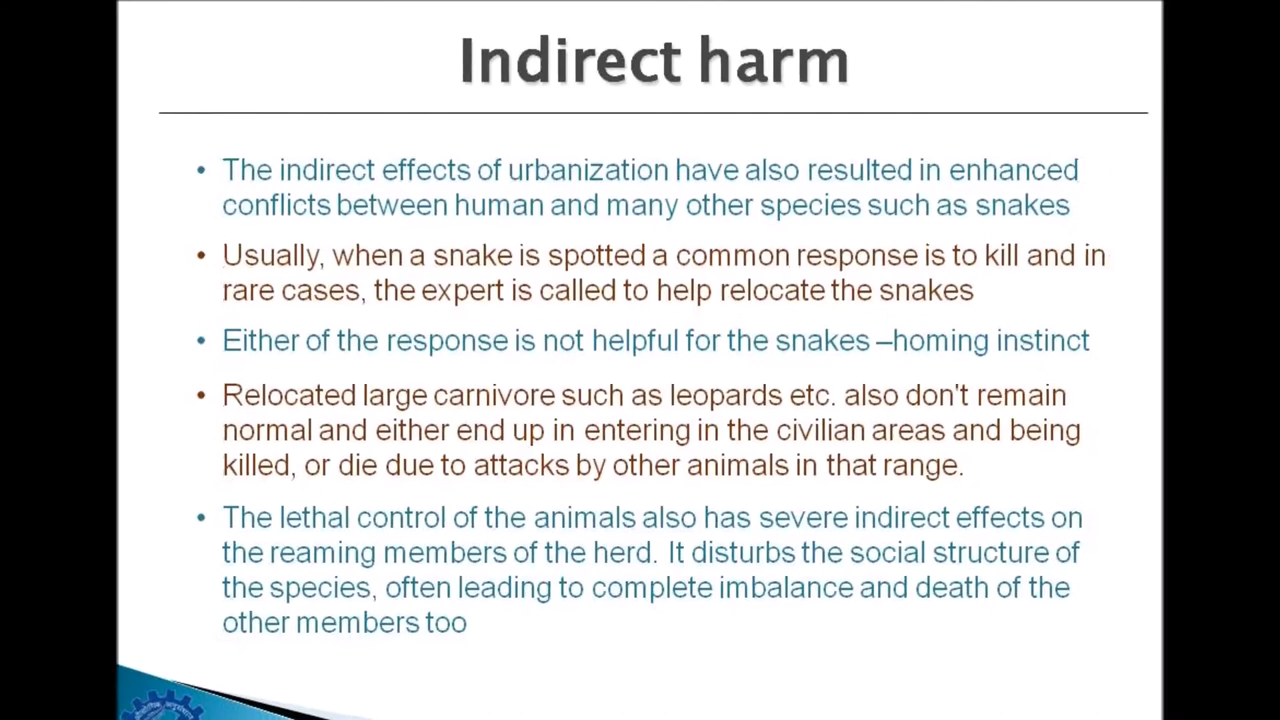 Indirect harm
• The indirect effects of urbanization have also resulted in enhanced
conflicts between human and many other species such as snakes
• Usually, when a snake is spotted a common response is to kill and in
rare cases, the expert is called to help relocate the snakes
• Either of the response is not helpful for the snakes –homing instinct
• Relocated large carnivore such as leopards etc. also don't remain
normal and either end up in entering in the civilian areas and being
killed, or die due to attacks by other animals in that range.
• The lethal control of the animals also has severe indirect effects on
the reaming members of the herd. It disturbs the social structure of
the species, often leading to complete imbalance and death of the
other members too